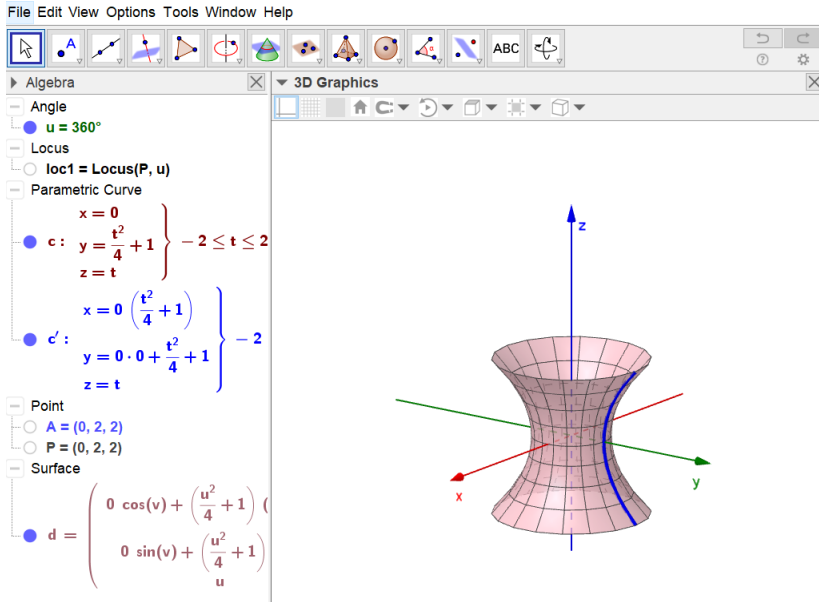 File Edit View Options Tools Window Help
A
ABC
Algebra
3D Graphics
Angle
u = 360°
Locus
loc1 = Locus(P, u)
Parametric Curve
x = 0
c : y = t²/4 + 1 } − 2 ≤ t ≤ 2
z = t
x = 0 (t²/4 + 1)
c′ : y = 0 · 0 + t²/4 + 1 } − 2
z = t
Point
A = (0, 2, 2)
P = (0, 2, 2)
Surface
0 cos(v) + (u²/4 + 1) (
d = ( 0 sin(v) + (u²/4 + 1)
u
z
x
y